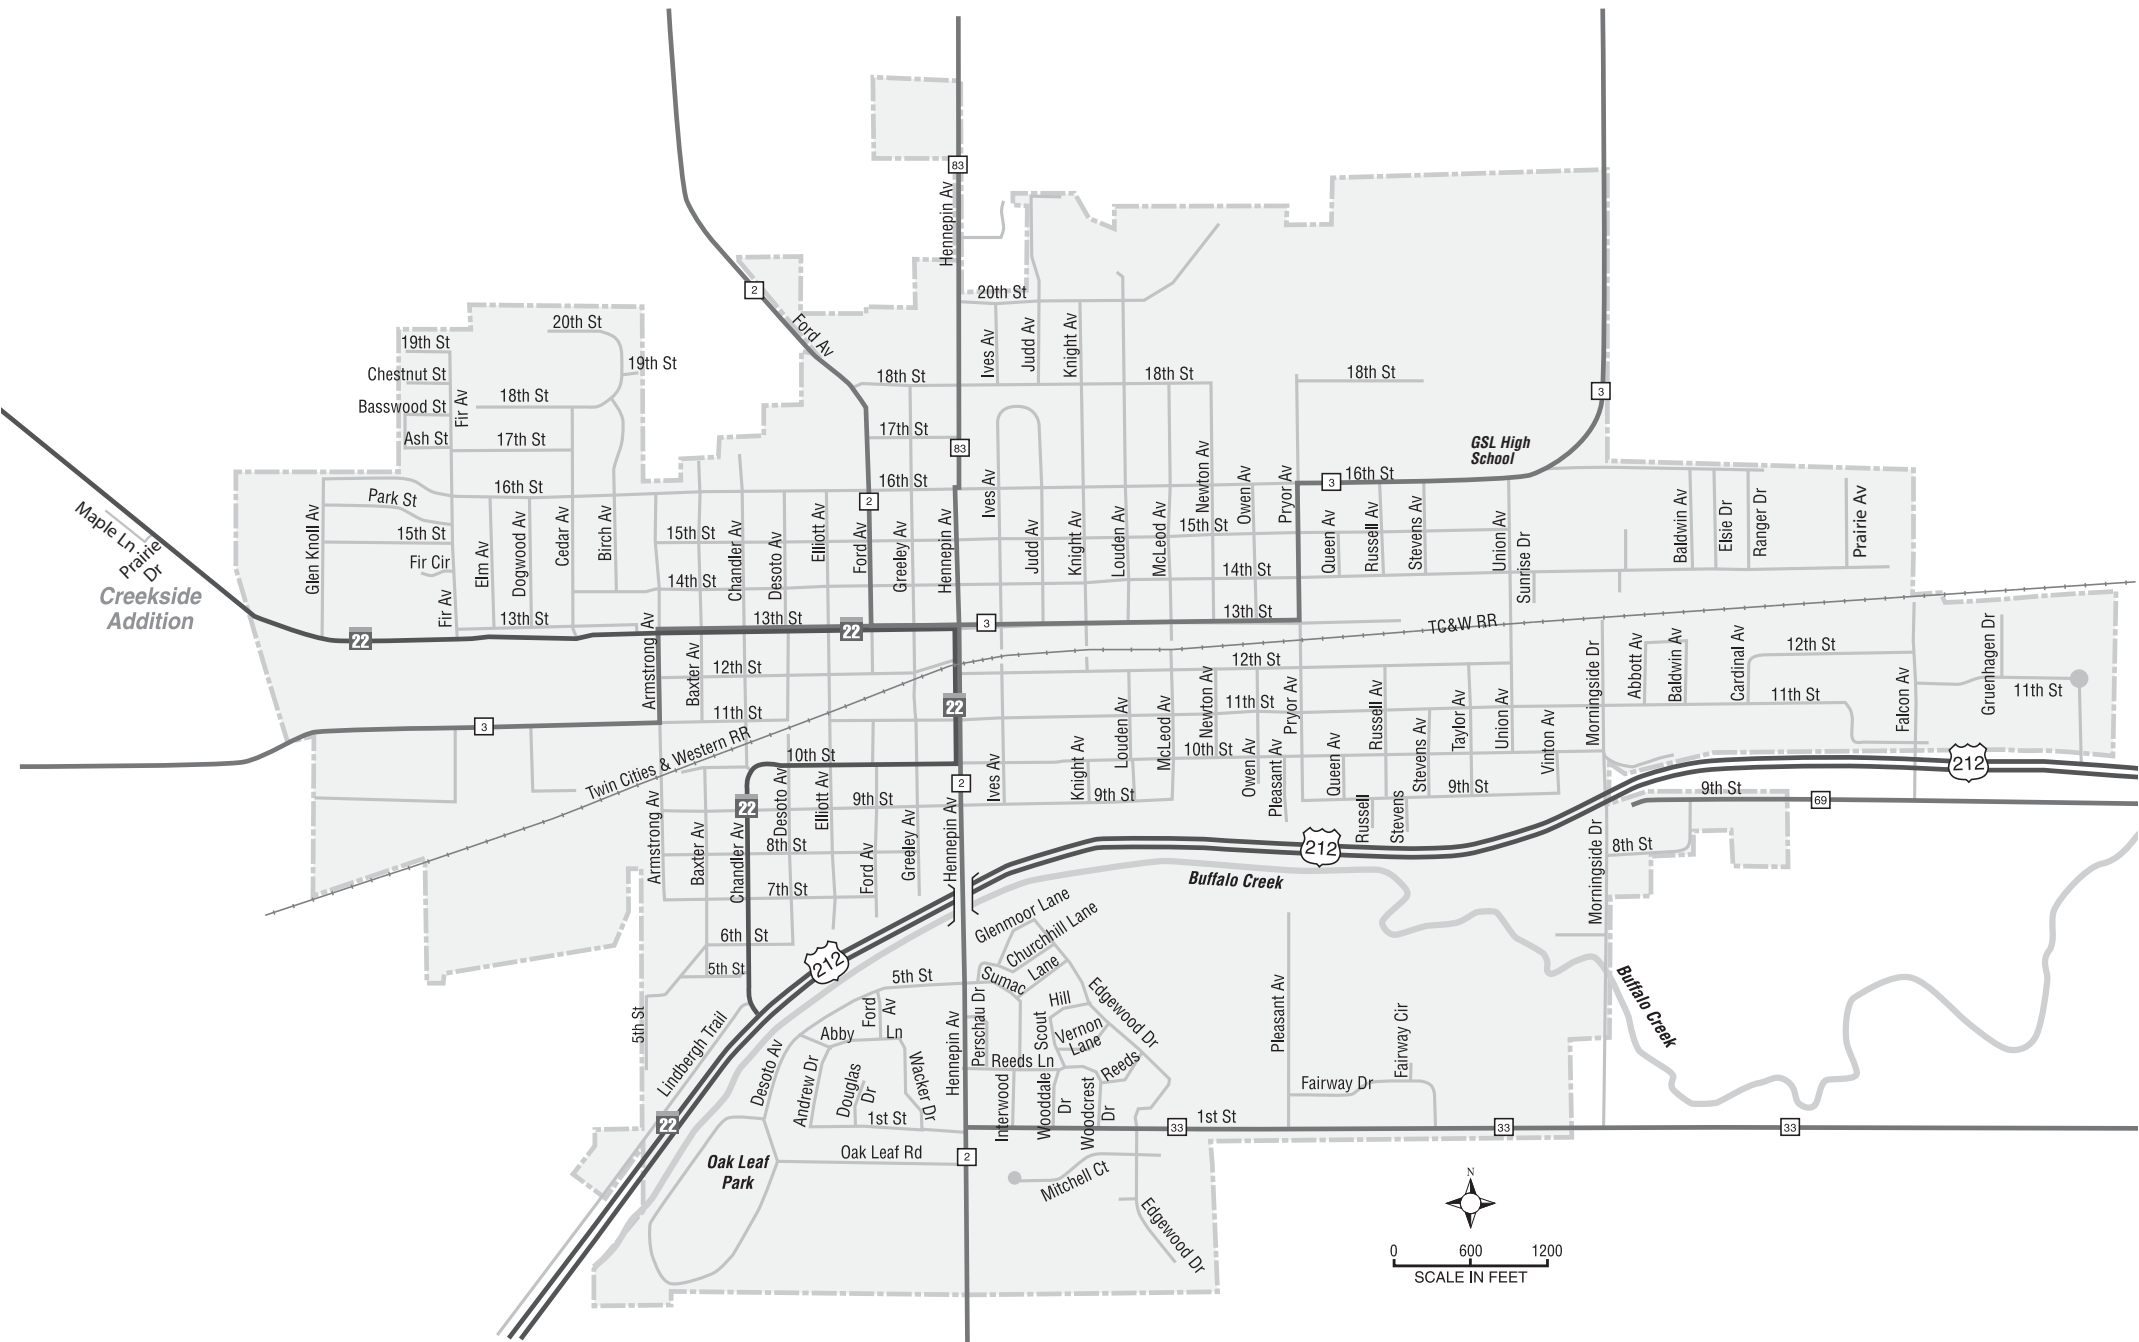 83
Hennepin Av
2
Ford Av
20th St
19th St
Chestnut St
Basswood St
Ash St
Fir Av
20th St
19th St
18th St
17th St
18th St
17th St
16th St
83
Ives Av
Judd Av
Knight Av
18th St
18th St
3
GSL High
School
16th St
3
Maple Ln
Prairie
Dr
Creekside
Addition
Glen Knoll Av
Park St
15th St
Fir Cir
Fir Av
16th St
Elm Av
Dogwood Av
Cedar Av
Birch Av
13th St
22
15th St
14th St
13th St
Chandler Av
Desoto Av
Elliott Av
2
Ford Av
Greeley Av
Hennepin Av
22
Ives Av
Judd Av
Knight Av
Louden Av
McLeod Av
Newton Av
15th St
Owen Av
Pryor Av
14th St
13th St
3
Queen Av
Russell Av
Stevens Av
Union Av
Sunrise Dr
Baldwin Av
Elsie Dr
Ranger Dr
Prairie Av
TC&W RR
Armstrong Av
Baxter Av
12th St
11th St
3
22
12th St
11th St
10th St
Newton Av
Pryor Av
Louden Av
McLeod Av
Knight Av
Ives Av
9th St
Owen Av
Pleasant Av
Queen Av
Russell Av
Stevens Av
Taylor Av
Union Av
Vinton Av
9th St
Russell
Stevens
Morningside Dr
Abbott Av
Baldwin Av
Cardinal Av
12th St
11th St
Falcon Av
Gruenhagen Dr
11th St
212
9th St
69
8th St
Morningside Dr
Twin Cities & Western RR
10th St
22
Desoto Av
Elliott Av
9th St
2
Armstrong Av
Baxter Av
Chandler Av
8th St
7th St
Ford Av
Greeley Av
Hennepin Av
6th St
5th St
5th St
212
212
Buffalo Creek
Buffalo Creek
Lindbergh Trail
22
5th St
Ford
Av
Abby
Ln
Desoto Av
Andrew Dr
Douglas
Dr
Wacker Dr
1st St
Hennepin Av
Oak Leaf
Park
Oak Leaf Rd
2
Glenmoor Lane
Churchhill Lane
Sumac
Lane
Perschau Dr
Edgewood Dr
Scout
Hill
Vernon
Lane
Reeds Ln
Reeds
Interwood
Wooddale
Dr
Woodcrest
Dr
Mitchell Ct
Edgewood Dr
Pleasant Av
Fairway Dr
Fairway Cir
33
1st St
33
33
N
0 600 1200
SCALE IN FEET